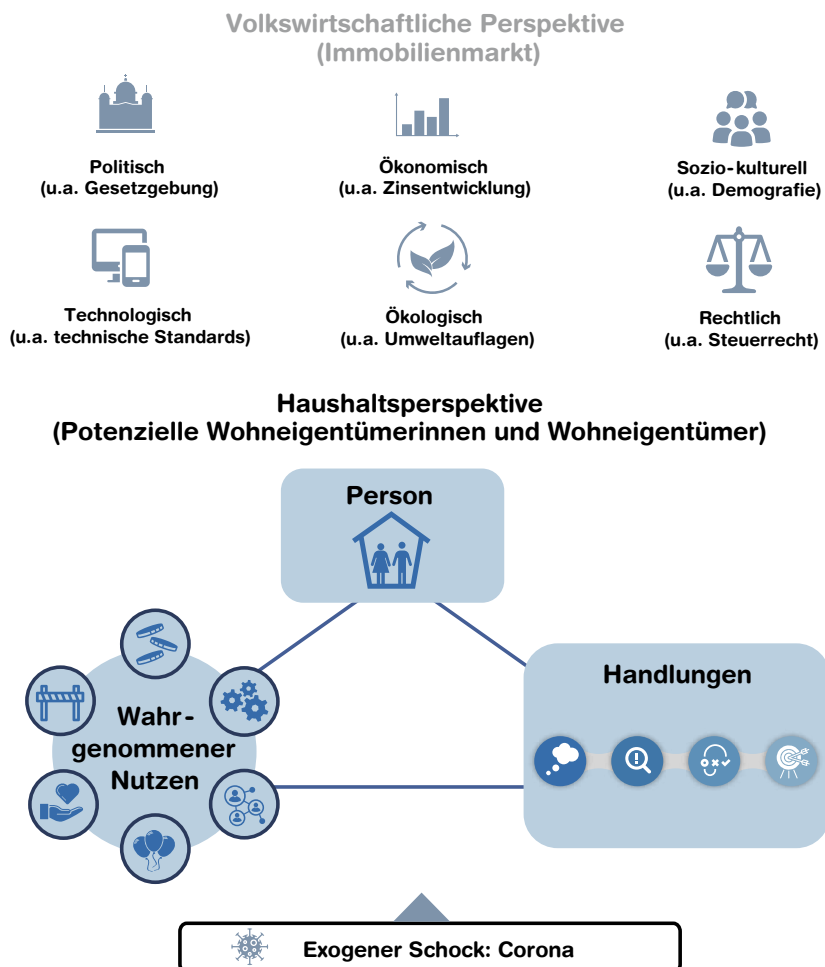 Volkswirtschaftliche Perspektive
(Immobilienmarkt)
Politisch
(u.a. Gesetzgebung)
Ökonomisch
(u.a. Zinsentwicklung)
Sozio-kulturell
(u.a. Demografie)
Technologisch
(u.a. technische Standards)
Ökologisch
(u.a. Umweltauflagen)
Rechtlich
(u.a. Steuerrecht)
Haushaltsperspektive
(Potenzielle Wohneigentümerinnen und Wohneigentümer)
Person
Wahr-
genommener
Nutzen
Handlungen
Exogener Schock: Corona